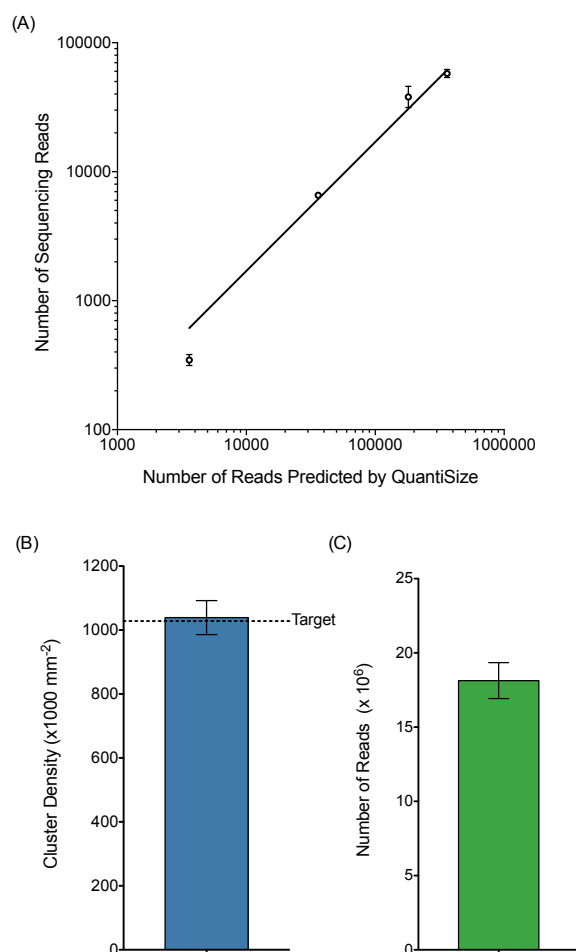 (A)
100000
10000
1000
100
Number of Sequencing Reads
1000 10000 100000 1000000
Number of Reads Predicted by QuantiSize
(B)
1200
1000
800
600
400
200
0
Cluster Density (x1000 mm-2)
Target
(C)
25
20
15
10
5
0
Number of Reads (x 10⁶)